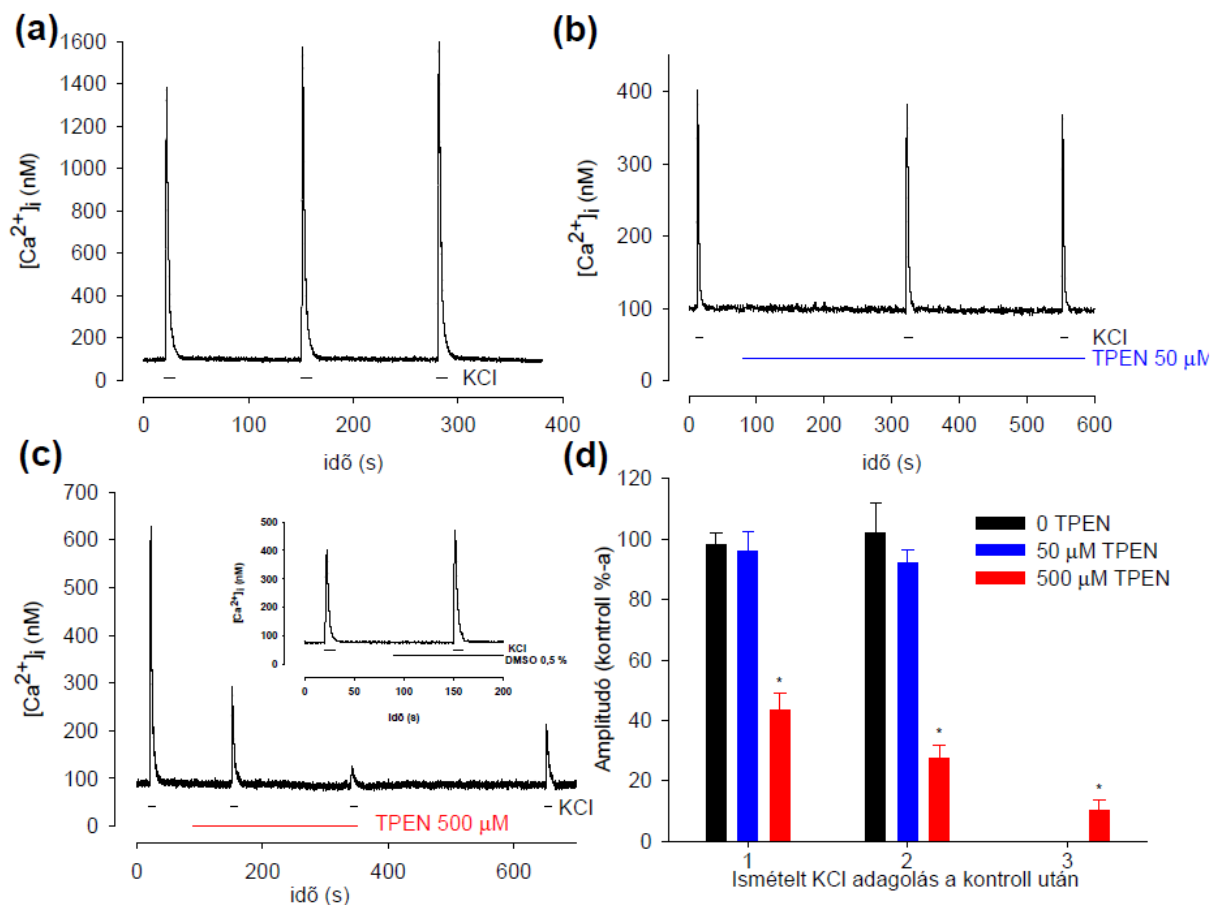 (a)
1600
1400
1200
1000
800
600
400
200
0
[Ca2+]i (nM)
KCl
0 100 200 300 400
idő (s)
(b)
400
300
200
100
0
[Ca2+]i (nM)
KCl
TPEN 50 μM
0 100 200 300 400 500 600
idő (s)
(c)
700
600
500
400
300
200
100
0
[Ca2+]i (nM)
500
400
300
200
100
0
[Ca2+]i (nM)
KCl
DMSO 0,5 %
0 50 100 150 200
Idő (s)
KCl
TPEN 500 μM
0 200 400 600
idő (s)
(d)
120
100
80
60
40
20
0
Amplitudó (kontroll %-a)
0 TPEN
50 μM TPEN
500 μM TPEN
*
*
*
1 2 3
Ismételt KCl adagolás a kontroll után